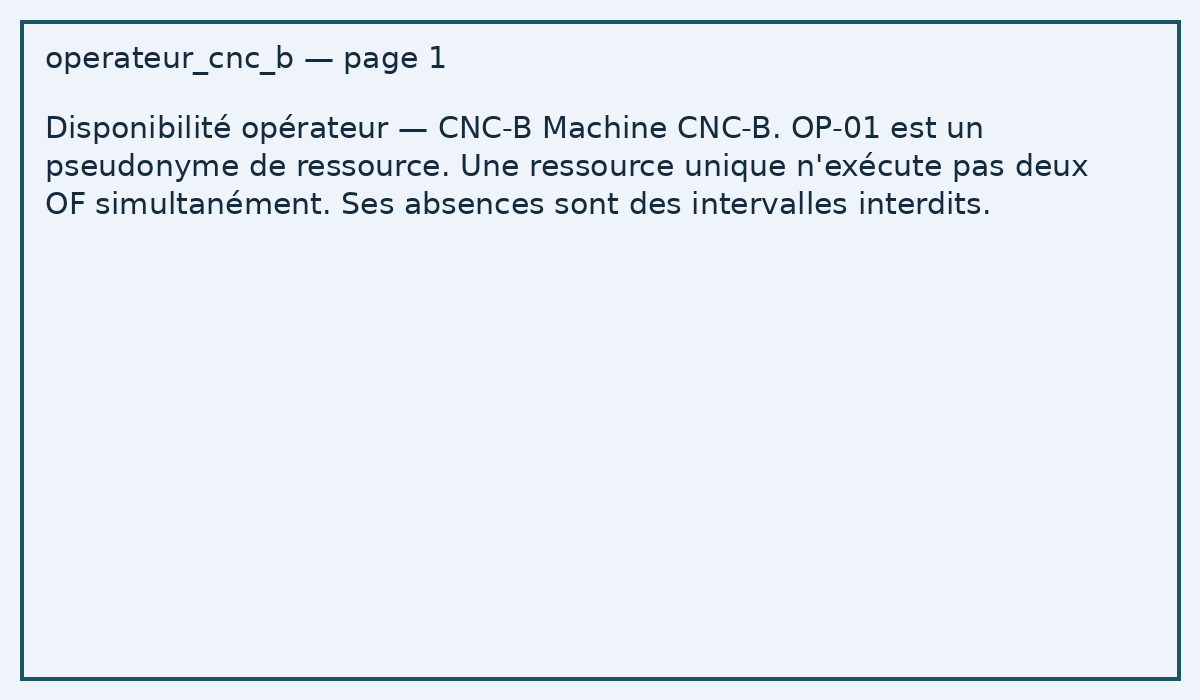 operateur_cnc_b — page 1
Disponibilité opérateur — CNC-B Machine CNC-B. OP-01 est un
pseudonyme de ressource. Une ressource unique n'exécute pas deux
OF simultanément. Ses absences sont des intervalles interdits.